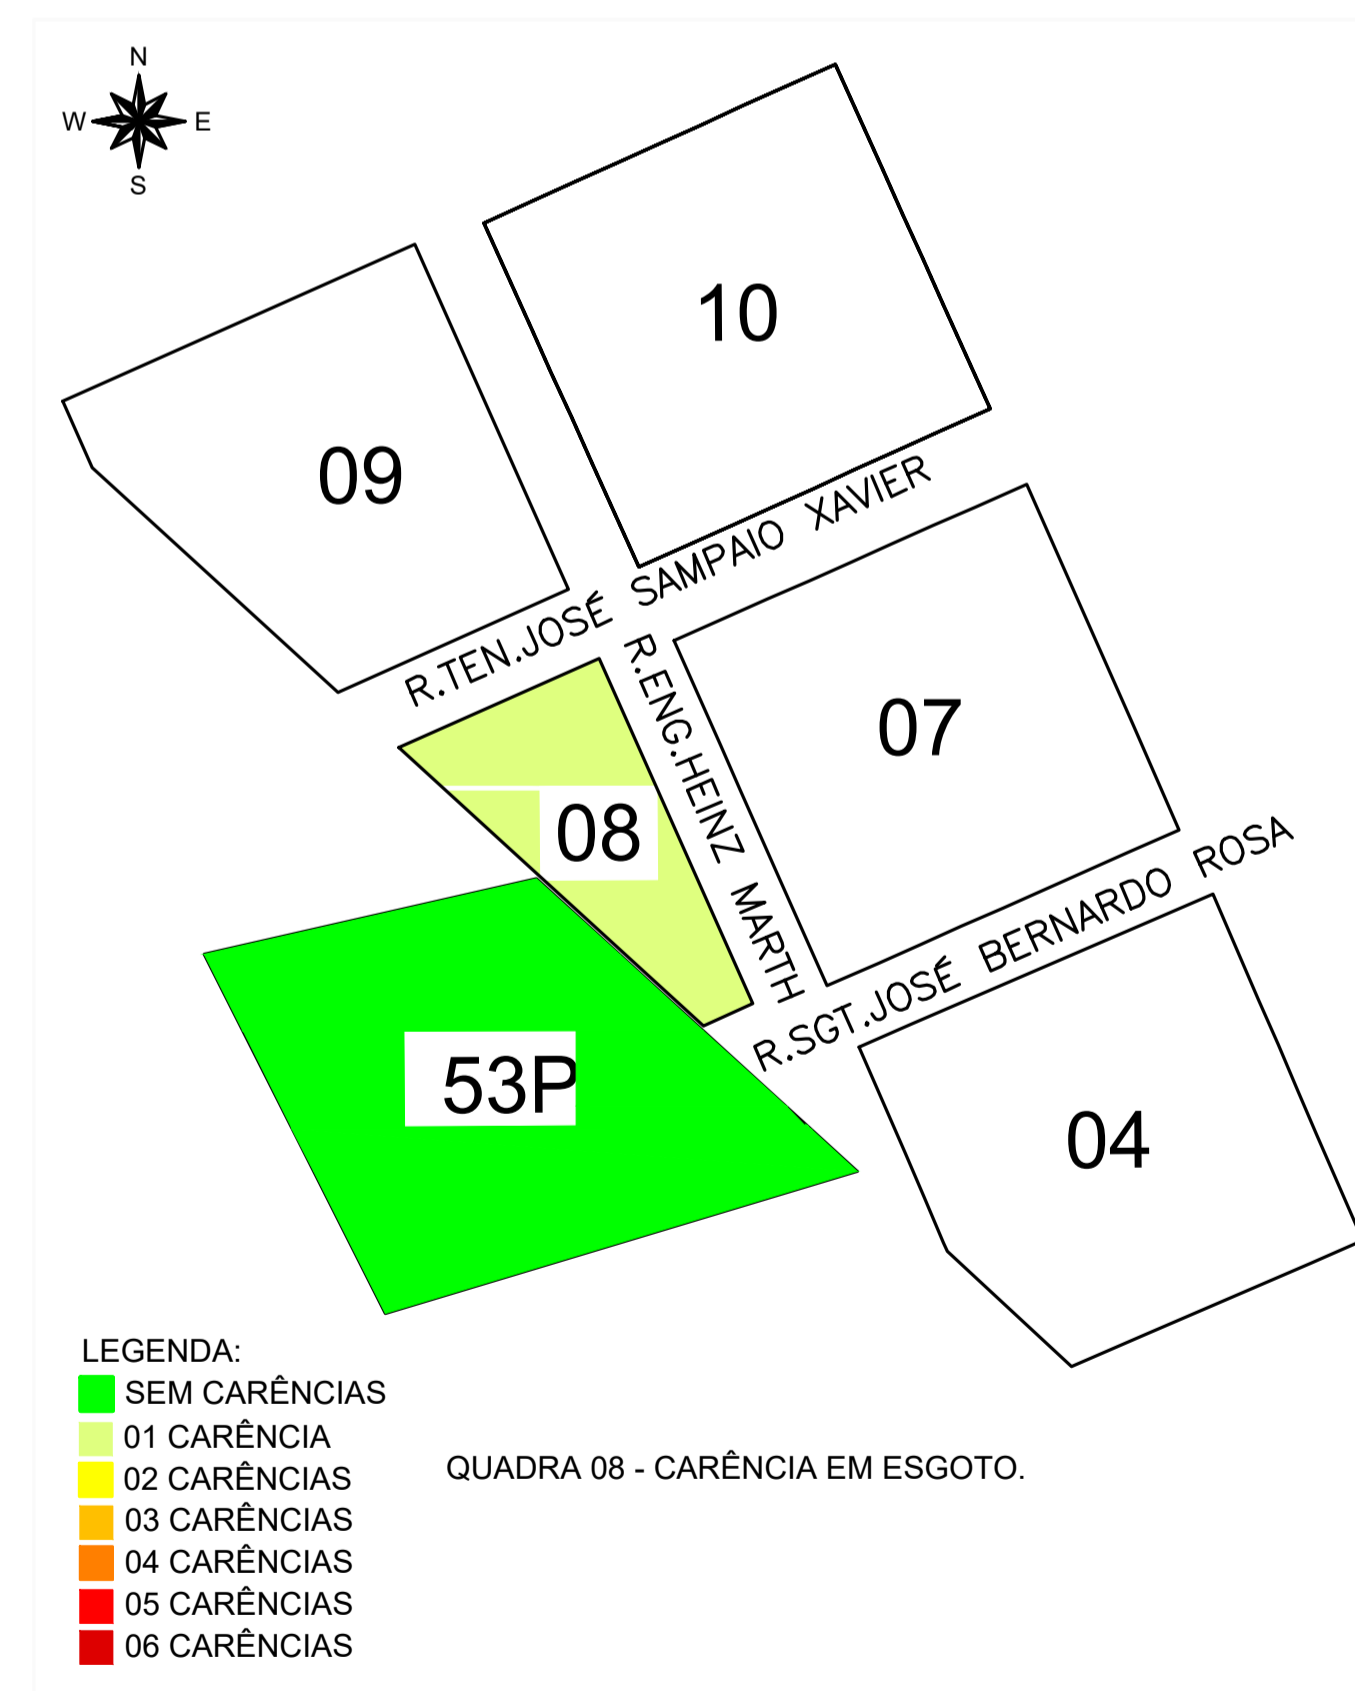 N
W E
S
10
09
R.TEN.JOSÉ SAMPAIO XAVIER
R.ENG.HEINZ MARTH
07
08
R.SGT.JOSÉ BERNARDO ROSA
53P
04
LEGENDA:
SEM CARÊNCIAS
01 CARÊNCIA
02 CARÊNCIAS
03 CARÊNCIAS
04 CARÊNCIAS
05 CARÊNCIAS
06 CARÊNCIAS
QUADRA 08 - CARÊNCIA EM ESGOTO.